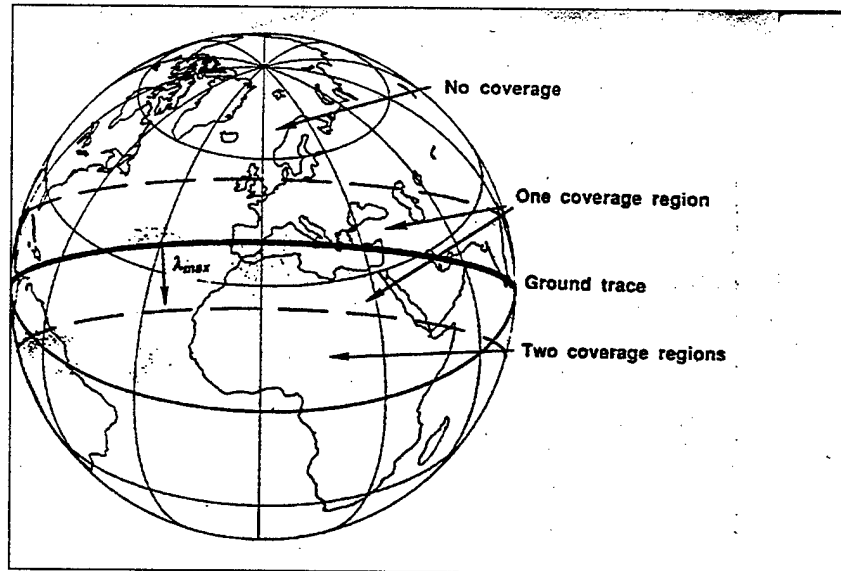 No coverage
One coverage region
λmax
Ground trace
Two coverage regions